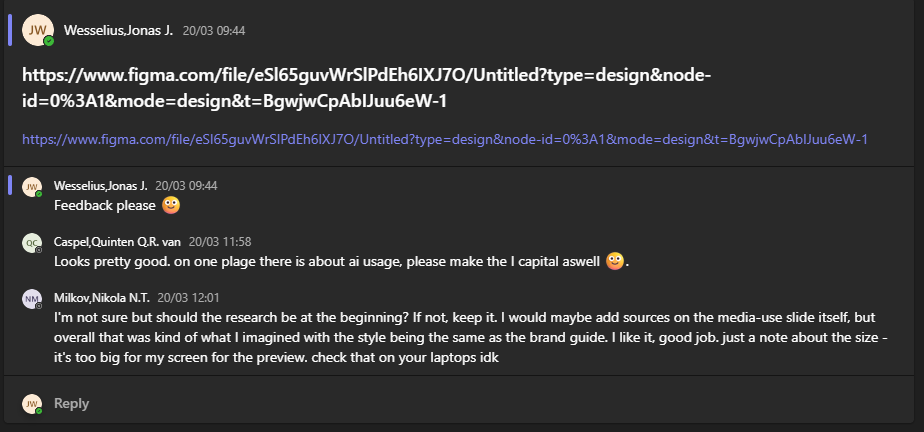 JW Wesselius,Jonas J. 20/03 09:44
https://www.figma.com/file/eSl65guvWrSlPdEh6IXJ7O/Untitled?type=design&node-
id=0%3A1&mode=design&t=BgwjwCpAbIJuu6eW-1
https://www.figma.com/file/eSl65guvWrSlPdEh6IXJ7O/Untitled?type=design&node-id=0%3A1&mode=design&t=BgwjwCpAbIJuu6eW-1
JW Wesselius,Jonas J. 20/03 09:44
Feedback please
QC Caspel,Quinten Q.R. van 20/03 11:58
Looks pretty good. on one plage there is about ai usage, please make the I capital aswell .
NM Milkov,Nikola N.T. 20/03 12:01
I'm not sure but should the research be at the beginning? If not, keep it. I would maybe add sources on the media-use slide itself, but
overall that was kind of what I imagined with the style being the same as the brand guide. I like it, good job. just a note about the size -
it's too big for my screen for the preview. check that on your laptops idk
JW Reply